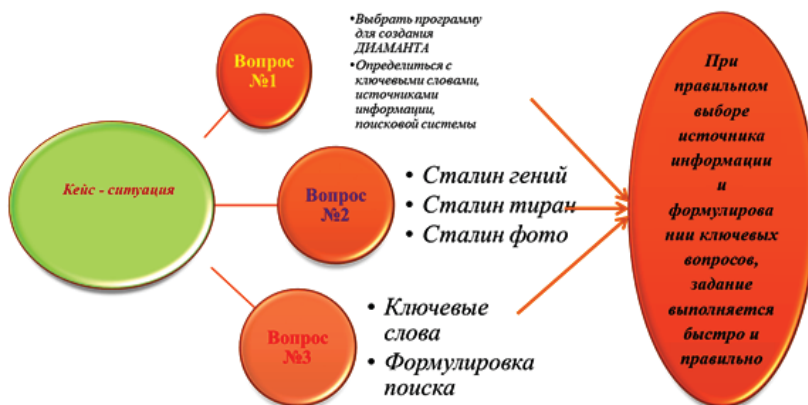 Кейс - ситуация
Вопрос
№1
•Выбрать программу
для создания
ДИАМАНТА
•Определиться с
ключевыми словами,
источниками
информации,
поисковой системы
Вопрос
№2
• Сталин гений
• Сталин тиран
• Сталин фото
Вопрос
№3
• Ключевые
слова
• Формулировка
поиска
При
правильном
выборе
источника
информации
и
формулирова
нии ключевых
вопросов,
задание
выполняется
быстро и
правильно